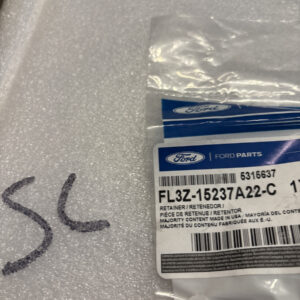 Ford
FORD PARTS
6315637
FL3Z-15237A22-C
RETAINER/RETENEDOR/
PIÈCE DE RETENUE/ RETENTOR
MAJORITY CONTENT MADE IN USA/ MAYORÍA DEL CONTE
MAJORITÉ DU CONTENU FABRIQUÉE AUX É.-U.
SC